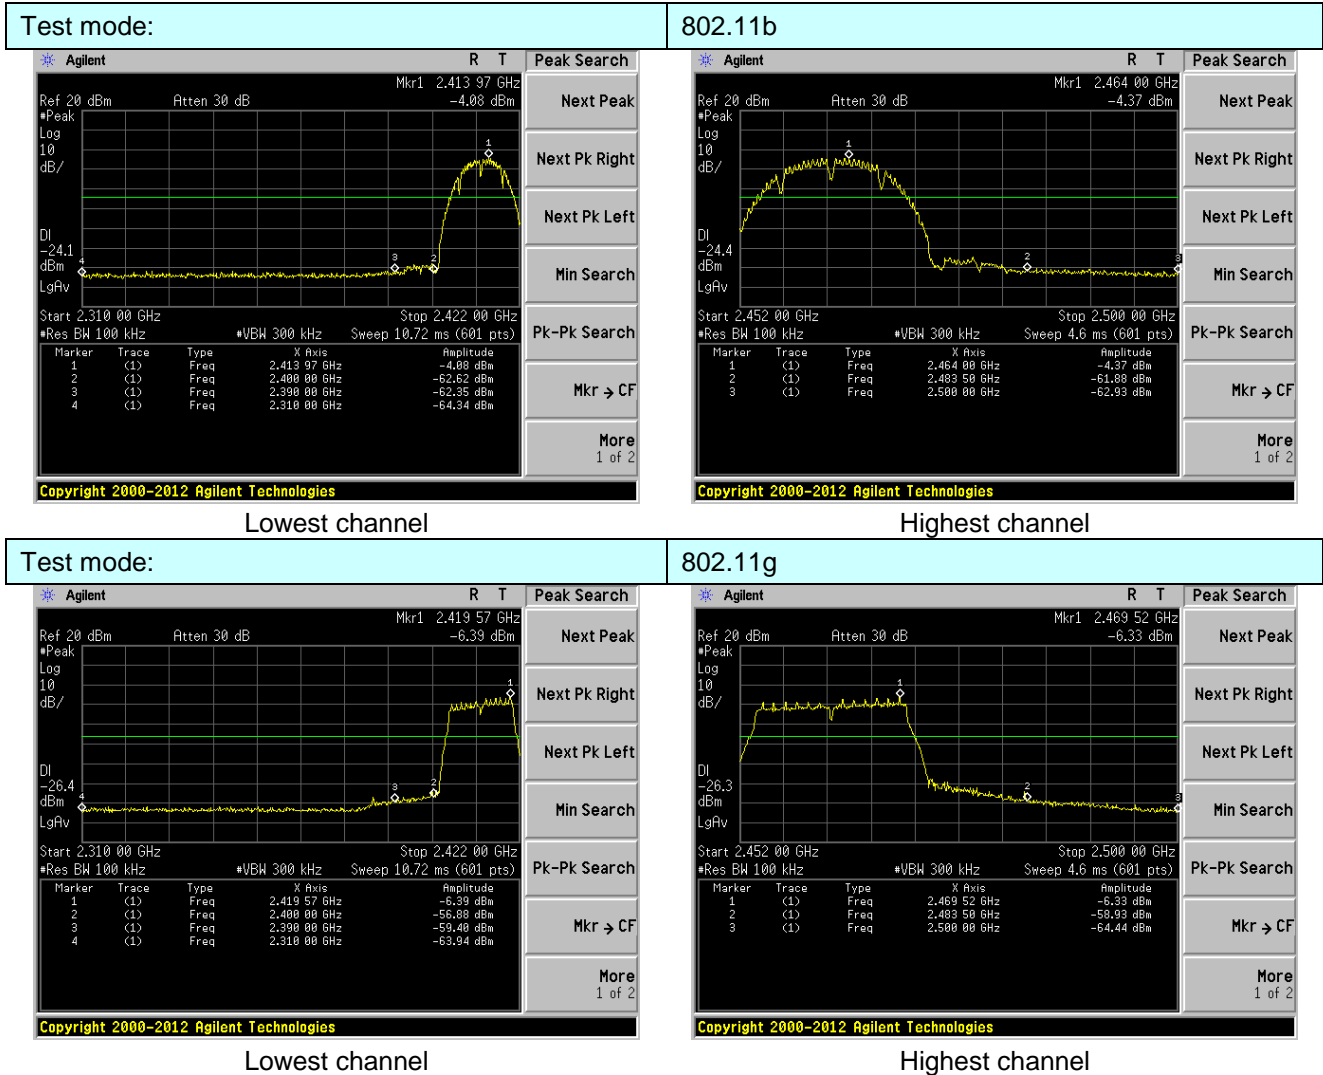 Test mode: 802.11b
Agilent R T Peak Search
Mkr1 2.413 97 GHz
Ref 20 dBm Atten 30 dB -4.08 dBm
#Peak
Log
10
dB/
1
DI
-24.1
dBm
LgAv
4
3
2
Start 2.310 00 GHz Stop 2.422 00 GHz
#Res BW 100 kHz #VBW 300 kHz Sweep 10.72 ms (601 pts)
Marker Trace Type X Axis Amplitude
1 (1) Freq 2.413 97 GHz -4.08 dBm
2 (1) Freq 2.400 00 GHz -62.62 dBm
3 (1) Freq 2.390 00 GHz -62.35 dBm
4 (1) Freq 2.310 00 GHz -64.34 dBm
Next Peak
Next Pk Right
Next Pk Left
Min Search
Pk-Pk Search
Mkr → CF
More
1 of 2
Copyright 2000-2012 Agilent Technologies
Lowest channel
Agilent R T Peak Search
Mkr1 2.464 00 GHz
Ref 20 dBm Atten 30 dB -4.37 dBm
#Peak
Log
10
dB/
1
DI
-24.4
dBm
LgAv
2
3
Start 2.452 00 GHz Stop 2.500 00 GHz
#Res BW 100 kHz #VBW 300 kHz Sweep 4.6 ms (601 pts)
Marker Trace Type X Axis Amplitude
1 (1) Freq 2.464 00 GHz -4.37 dBm
2 (1) Freq 2.483 50 GHz -61.88 dBm
3 (1) Freq 2.500 00 GHz -62.93 dBm
Next Peak
Next Pk Right
Next Pk Left
Min Search
Pk-Pk Search
Mkr → CF
More
1 of 2
Copyright 2000-2012 Agilent Technologies
Highest channel
Test mode: 802.11g
Agilent R T Peak Search
Mkr1 2.419 57 GHz
Ref 20 dBm Atten 30 dB -6.39 dBm
#Peak
Log
10
dB/
1
DI
-26.4
dBm
LgAv
4
3
2
Start 2.310 00 GHz Stop 2.422 00 GHz
#Res BW 100 kHz #VBW 300 kHz Sweep 10.72 ms (601 pts)
Marker Trace Type X Axis Amplitude
1 (1) Freq 2.419 57 GHz -6.39 dBm
2 (1) Freq 2.400 00 GHz -56.88 dBm
3 (1) Freq 2.390 00 GHz -59.40 dBm
4 (1) Freq 2.310 00 GHz -63.94 dBm
Next Peak
Next Pk Right
Next Pk Left
Min Search
Pk-Pk Search
Mkr → CF
More
1 of 2
Copyright 2000-2012 Agilent Technologies
Lowest channel
Agilent R T Peak Search
Mkr1 2.469 52 GHz
Ref 20 dBm Atten 30 dB -6.33 dBm
#Peak
Log
10
dB/
1
DI
-26.3
dBm
LgAv
2
3
Start 2.452 00 GHz Stop 2.500 00 GHz
#Res BW 100 kHz #VBW 300 kHz Sweep 4.6 ms (601 pts)
Marker Trace Type X Axis Amplitude
1 (1) Freq 2.469 52 GHz -6.33 dBm
2 (1) Freq 2.483 50 GHz -58.93 dBm
3 (1) Freq 2.500 00 GHz -64.44 dBm
Next Peak
Next Pk Right
Next Pk Left
Min Search
Pk-Pk Search
Mkr → CF
More
1 of 2
Copyright 2000-2012 Agilent Technologies
Highest channel